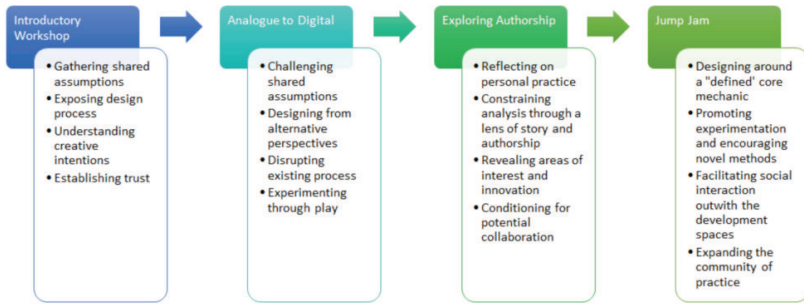 Introductory
Workshop
• Gathering shared
assumptions
• Exposing design
process
• Understanding
creative
intentions
• Establishing trust
Analogue to Digital
• Challenging
shared
assumptions
• Designing from
alternative
perspectives
• Disrupting
existing process
• Experimenting
through play
Exploring Authorship
• Reflecting on
personal practice
• Constraining
analysis through a
lens of story and
authorship
• Revealing areas of
interest and
innovation
• Conditioning for
potential
collaboration
Jump Jam
• Designing around
a "defined' core
mechanic
• Promoting
experimentation
and encouraging
novel methods
• Facilitating social
interaction
outwith the
development
spaces
• Expanding the
community of
practice